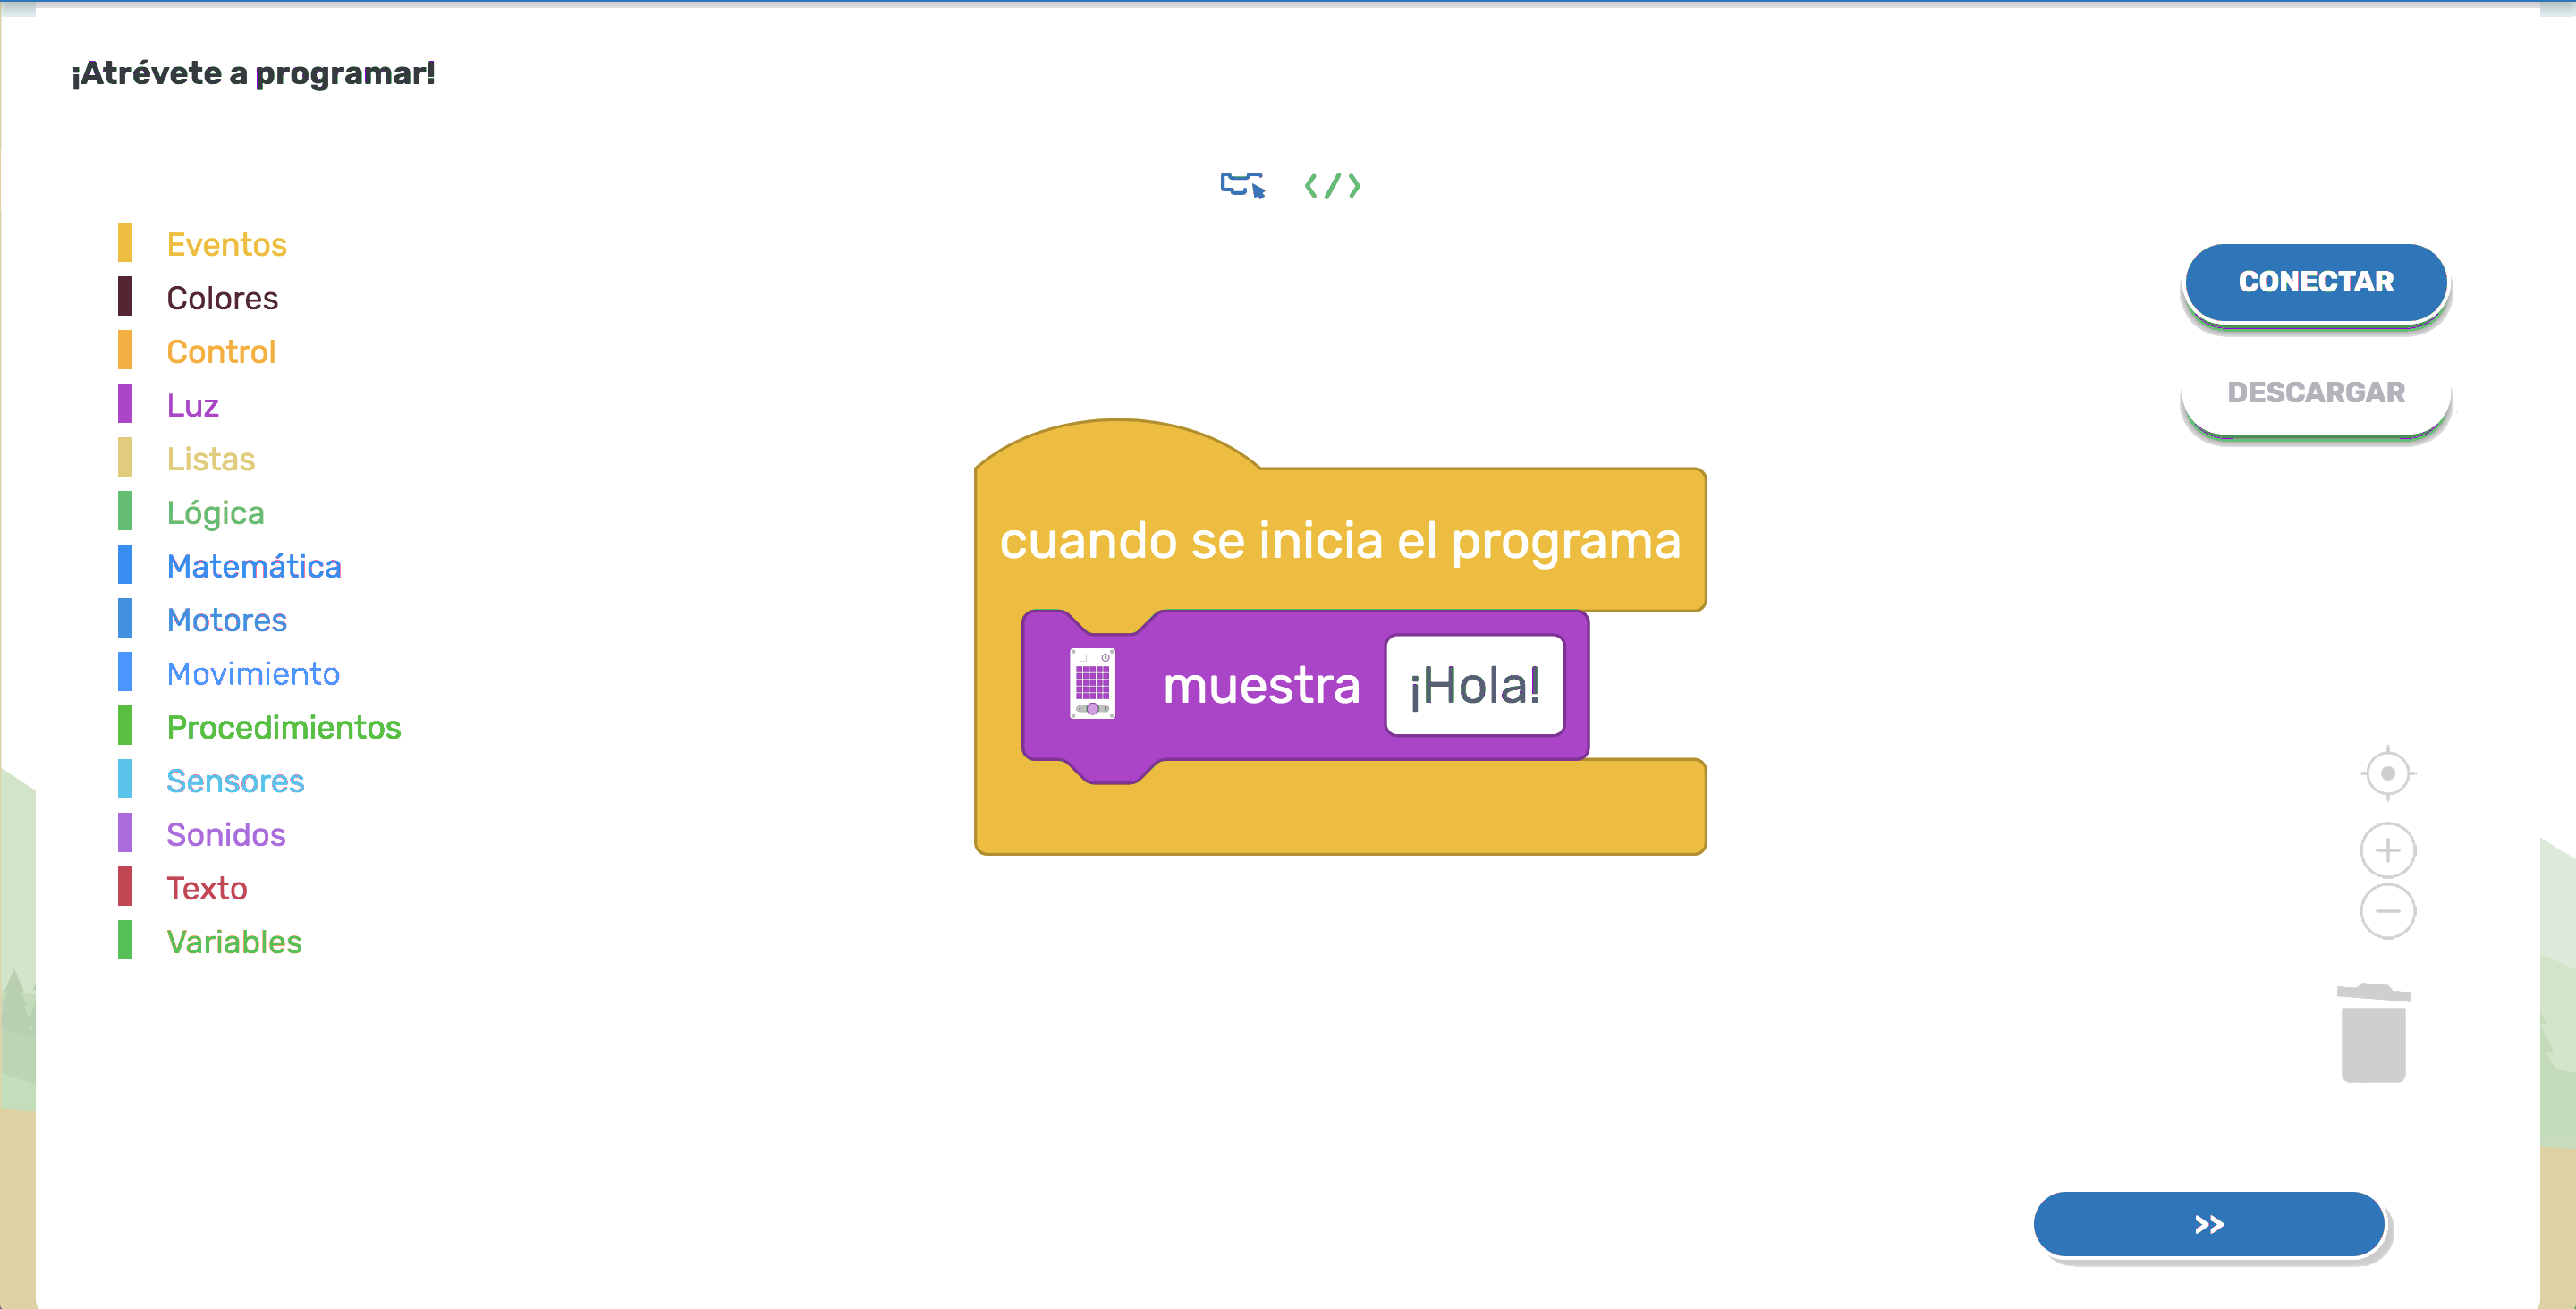 ¡Atrévete a programar!
Eventos
Colores
Control
Luz
Listas
Lógica
Matemática
Motores
Movimiento
Procedimientos
Sensores
Sonidos
Texto
Variables
cuando se inicia el programa
muestra ¡Hola!
CONECTAR
DESCARGAR
>>